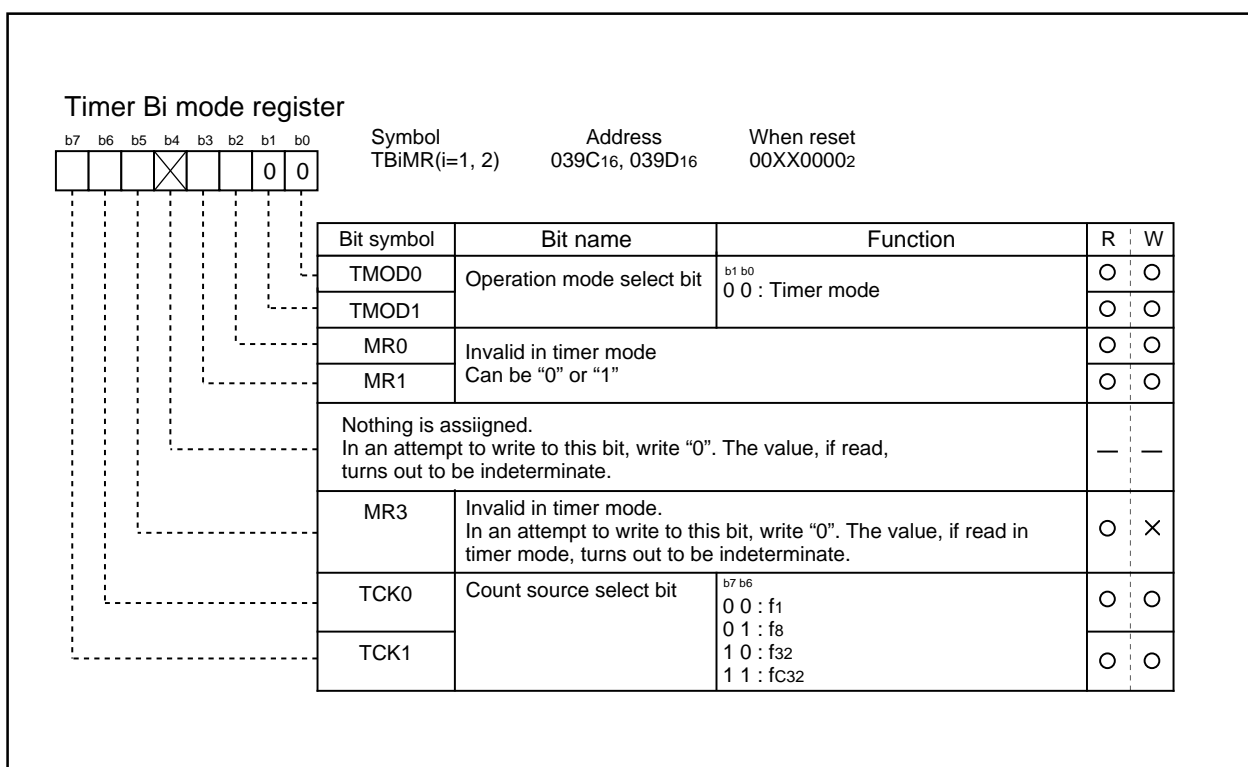 Timer Bi mode register
b7 b6 b5 b4 b3 b2 b1 b0
0 0
Symbol Address When reset
TBiMR(i=1, 2) 039C16, 039D16 00XX00002
Bit symbol Bit name Function R W
TMOD0 Operation mode select bit b1 b0
0 0 : Timer mode
TMOD1
MR0 Invalid in timer mode
MR1 Can be “0” or “1”
Nothing is assiigned.
In an attempt to write to this bit, write “0”. The value, if read,
turns out to be indeterminate.
MR3 Invalid in timer mode.
In an attempt to write to this bit, write “0”. The value, if read in
timer mode, turns out to be indeterminate.
TCK0 Count source select bit b7 b6
0 0 : f1
0 1 : f8
TCK1 1 0 : f32
1 1 : fC32